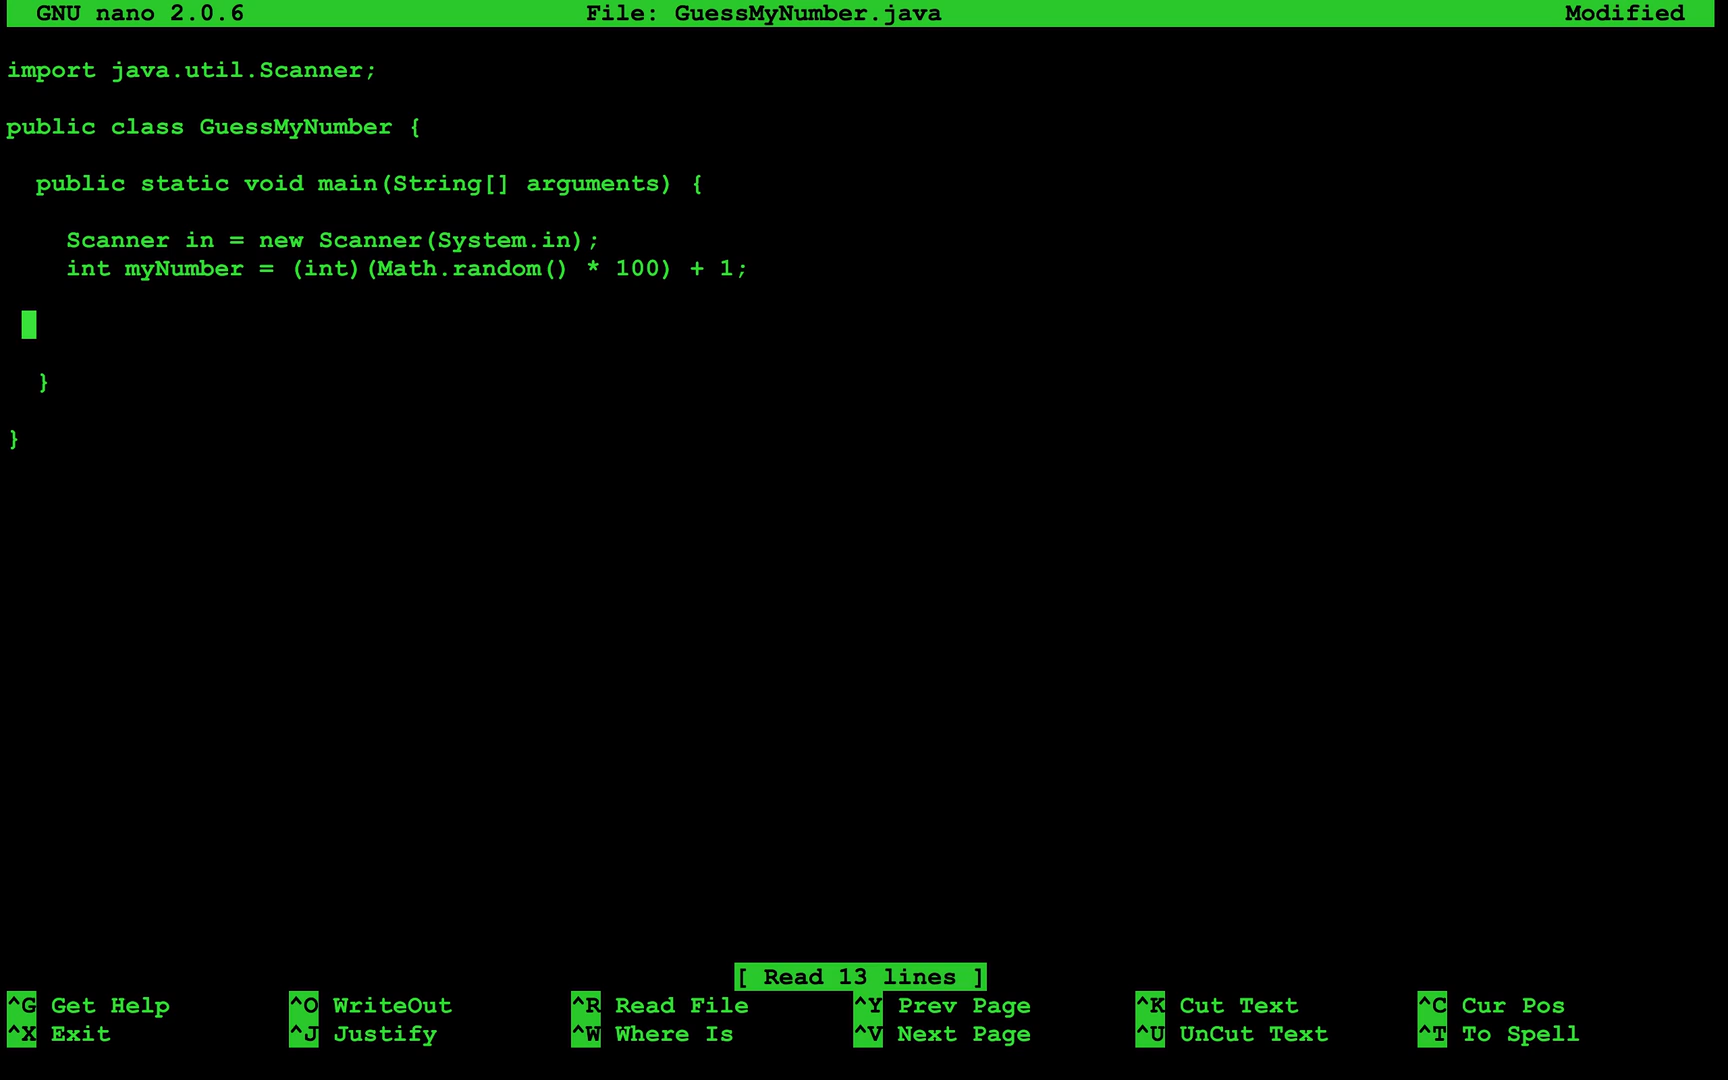 GNU nano 2.0.6 File: GuessMyNumber.java Modified
import java.util.Scanner;
public class GuessMyNumber {
public static void main(String[] arguments) {
Scanner in = new Scanner(System.in);
int myNumber = (int)(Math.random() * 100) + 1;
}
}
[ Read 13 lines ]
^G Get Help ^O WriteOut ^R Read File ^Y Prev Page ^K Cut Text ^C Cur Pos
^X Exit ^J Justify ^W Where Is ^V Next Page ^U UnCut Text ^T To Spell